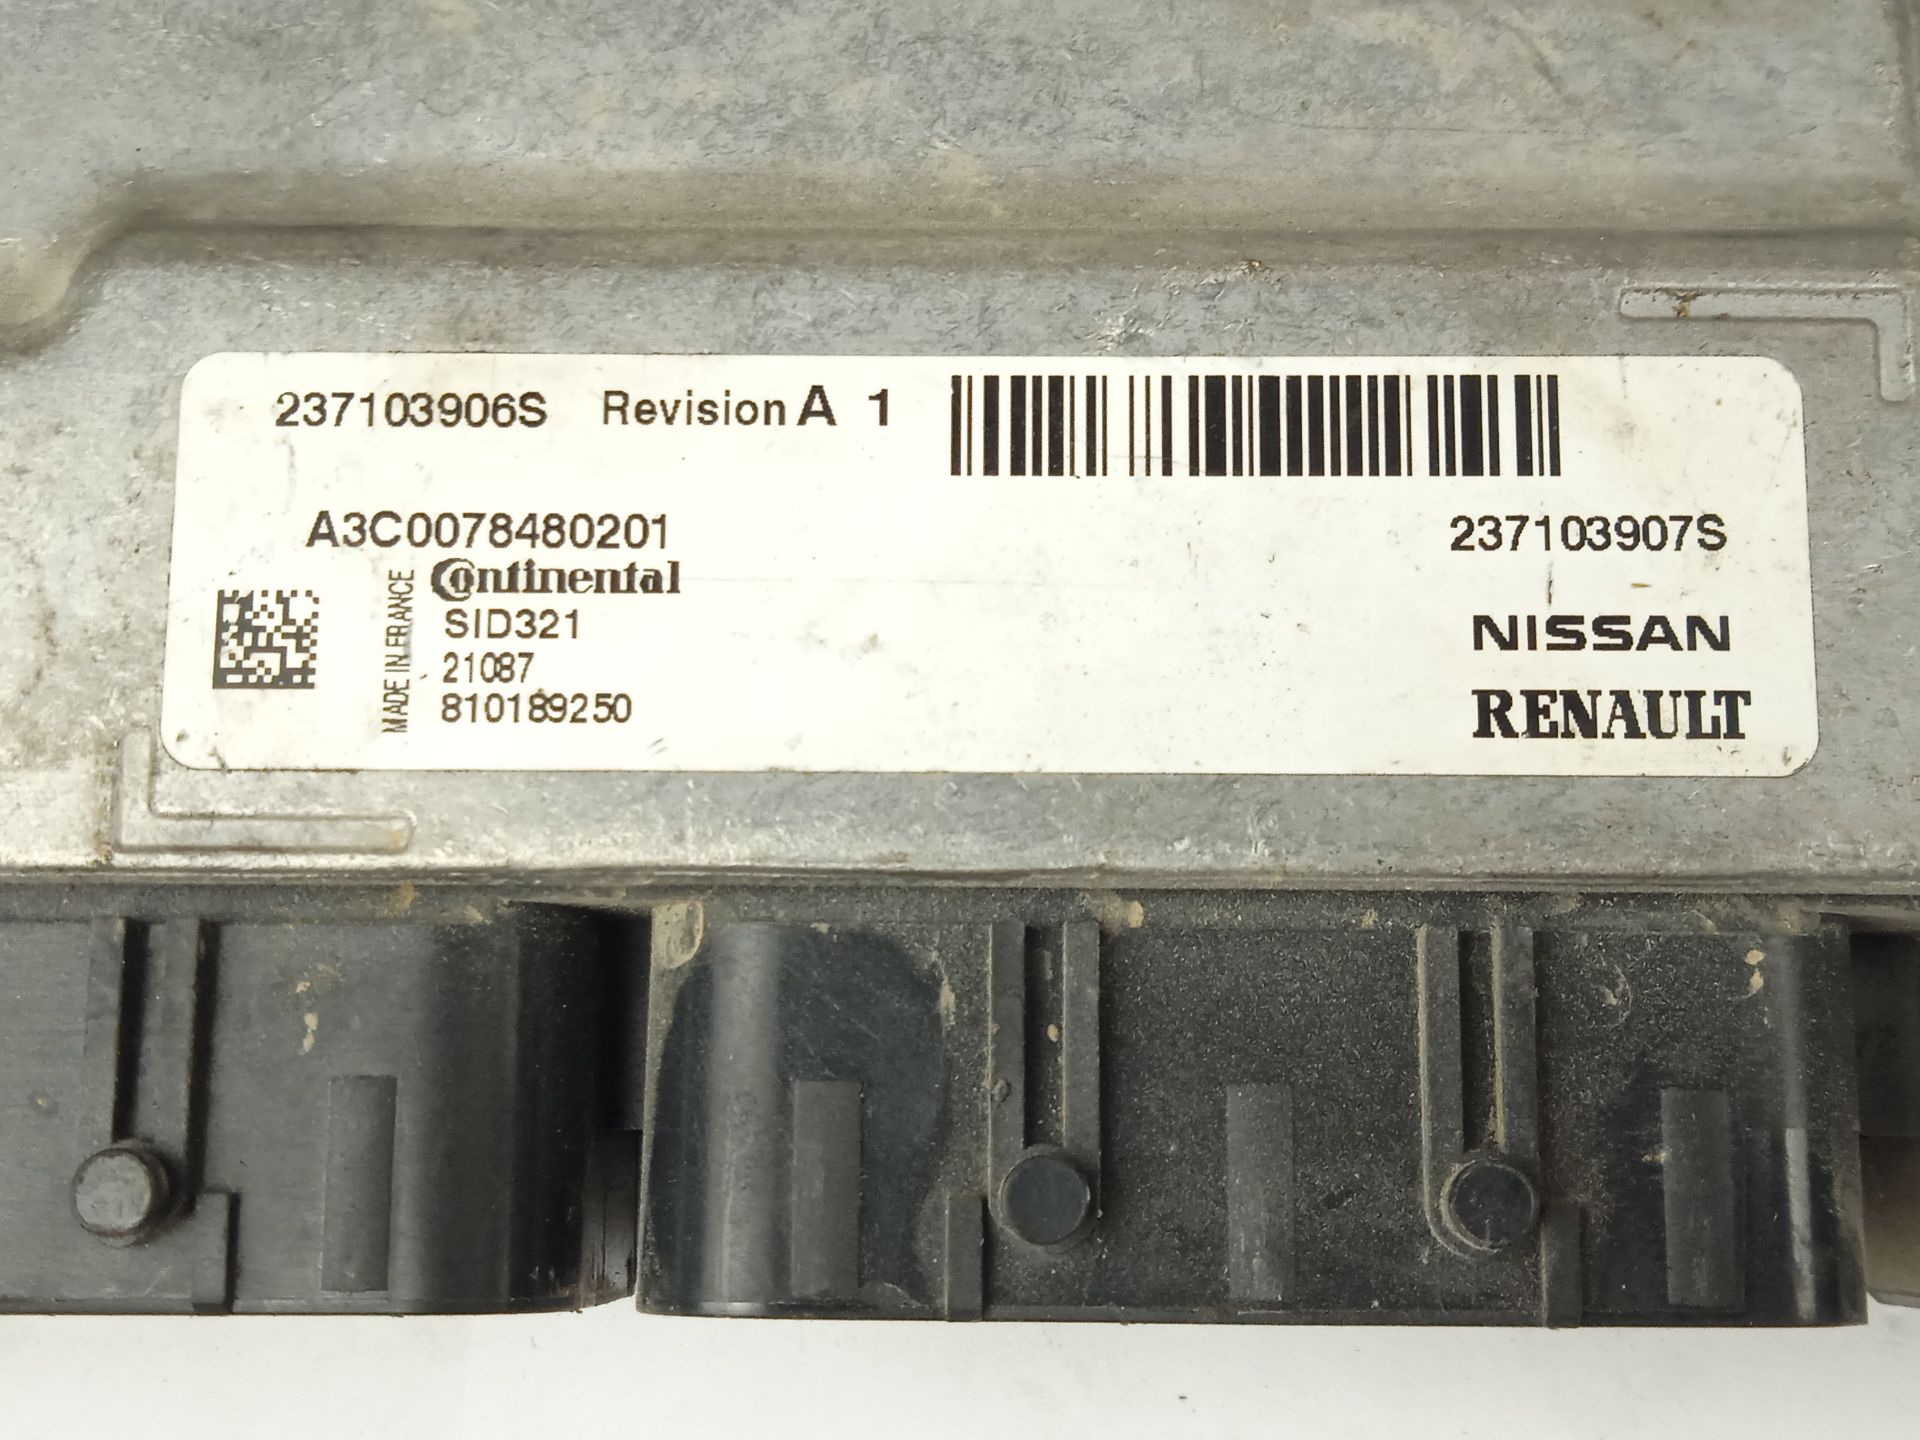 237103906S Revision A 1
A3C0078480201
237103907S
MADE IN FRANCE
Continental
SID321
21087
810189250
NISSAN
RENAULT